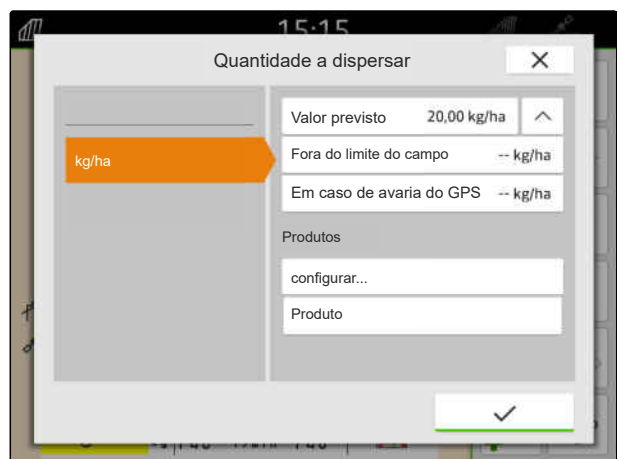 15:15
Quantidade a dispersar
kg/ha
Valor previsto 20,00 kg/ha
Fora do limite do campo -- kg/ha
Em caso de avaria do GPS -- kg/ha
Produtos
configurar...
Produto